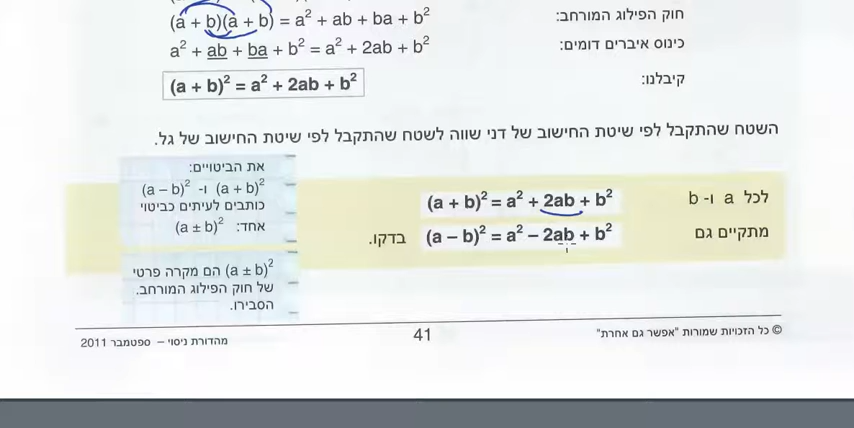 חוק הפילוג המורחב: (a + b)(a + b) = a² + ab + ba + b²
כינוס איברים דומים: a² + ab + ba + b² = a² + 2ab + b²
קיבלנו: (a + b)² = a² + 2ab + b²
השטח שהתקבל לפי שיטת החישוב של דני שווה לשטח שהתקבל לפי שיטת החישוב של גל.
לכל a ו- b (a + b)² = a² + 2ab + b²
מתקיים גם (a − b)² = a² − 2ab + b² בדקו.
את הביטויים:
(a + b)² ו- (a − b)²
כותבים לעיתים כביטוי
אחד: (a ± b)²
(a ± b)² הם מקרה פרטי
של חוק הפילוג המורחב.
הסבירו.
© כל הזכויות שמורות "אפשר גם אחרת"
41
מהדורת ניסוי – ספטמבר 2011